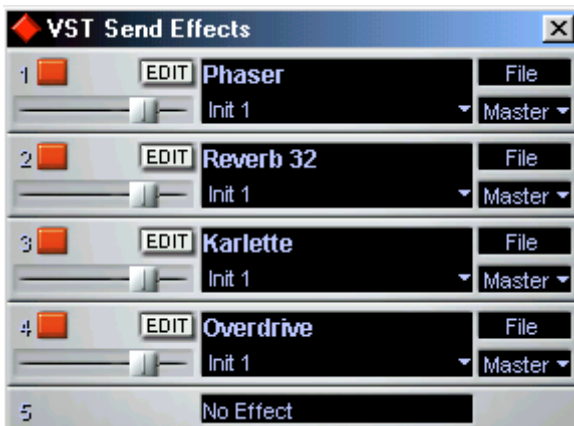 VST Send Effects
1 EDIT Phaser File
Init 1 Master
2 EDIT Reverb 32 File
Init 1 Master
3 EDIT Karlette File
Init 1 Master
4 EDIT Overdrive File
Init 1 Master
5 No Effect